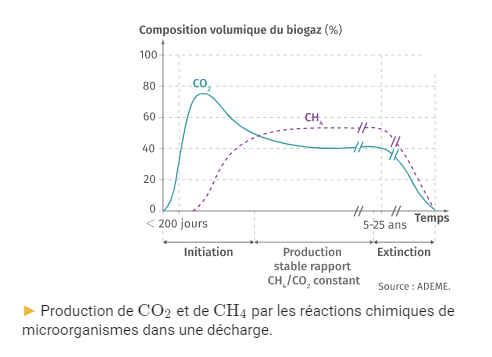 Composition volumique du biogaz (%)
100
80
60
40
20
0
CO₂
CH₄
< 200 jours
5-25 ans
Temps
Initiation
Production
stable rapport
CH₄/CO₂ constant
Extinction
Source : ADEME.
► Production de CO₂ et de CH₄ par les réactions chimiques de
microorganismes dans une décharge.